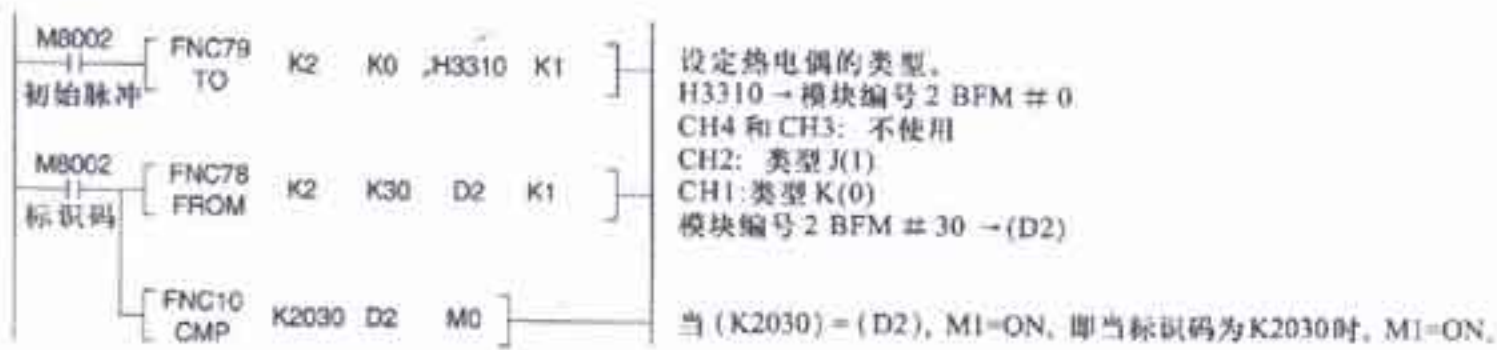 M8002
初始脉冲
FNC79
TO
K2 K0 H3310 K1
设定热电偶的类型。
H3310→模块编号2 BFM # 0
CH4 和 CH3: 不使用
CH2: 类型 J(1)
CH1:类型 K(0)
M8002
标识码
FNC78
FROM
K2 K30 D2 K1
模块编号2 BFM # 30 →(D2)
FNC10
CMP
K2030 D2 M0
当 (K2030) = (D2), M1=ON, 即当标识码为K2030时, M1=ON。